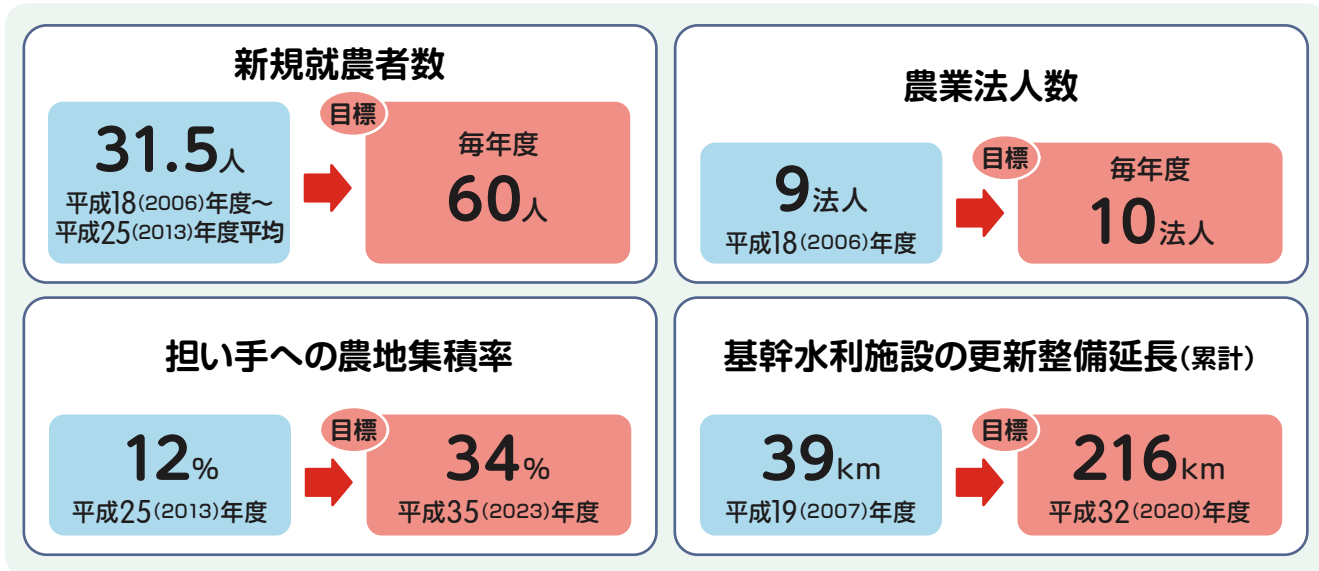 新規就農者数
31.5人
平成18(2006)年度～
平成25(2013)年度平均
目標
毎年度
60人
農業法人数
9法人
平成18(2006)年度
目標
毎年度
10法人
担い手への農地集積率
12%
平成25(2013)年度
目標
34%
平成35(2023)年度
基幹水利施設の更新整備延長(累計)
39km
平成19(2007)年度
目標
216km
平成32(2020)年度